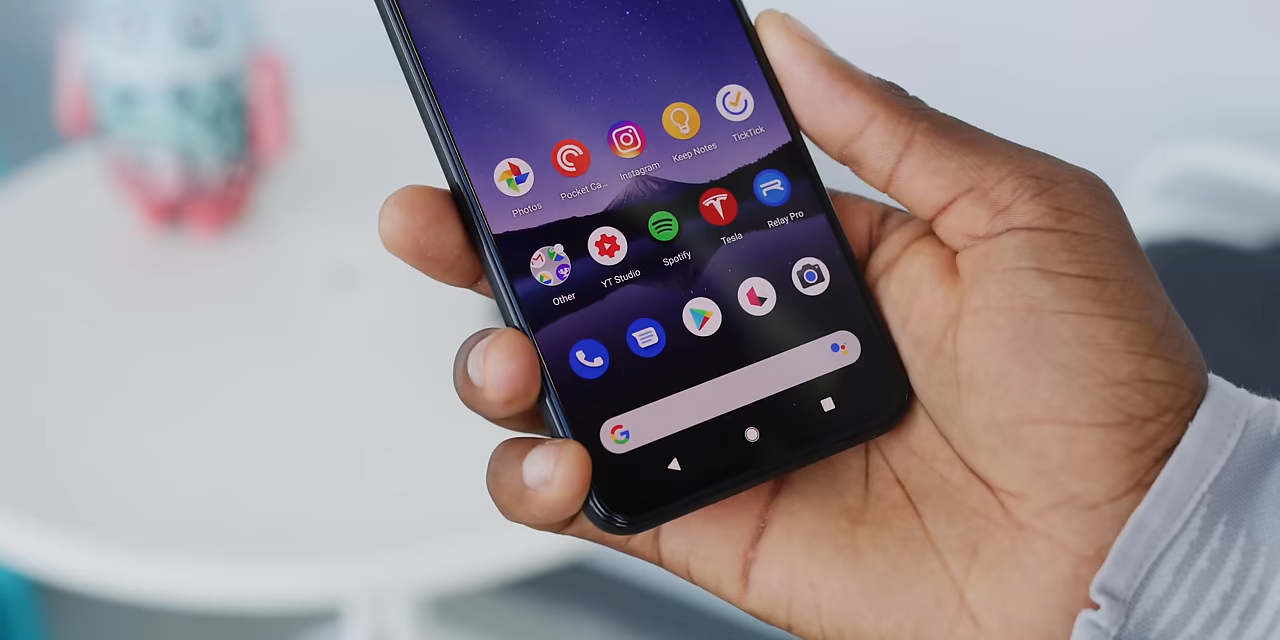 Photos
Pocket Ca...
Instagram
Keep Notes
TickTick
Other
YT Studio
Spotify
Tesla
Relay Pro